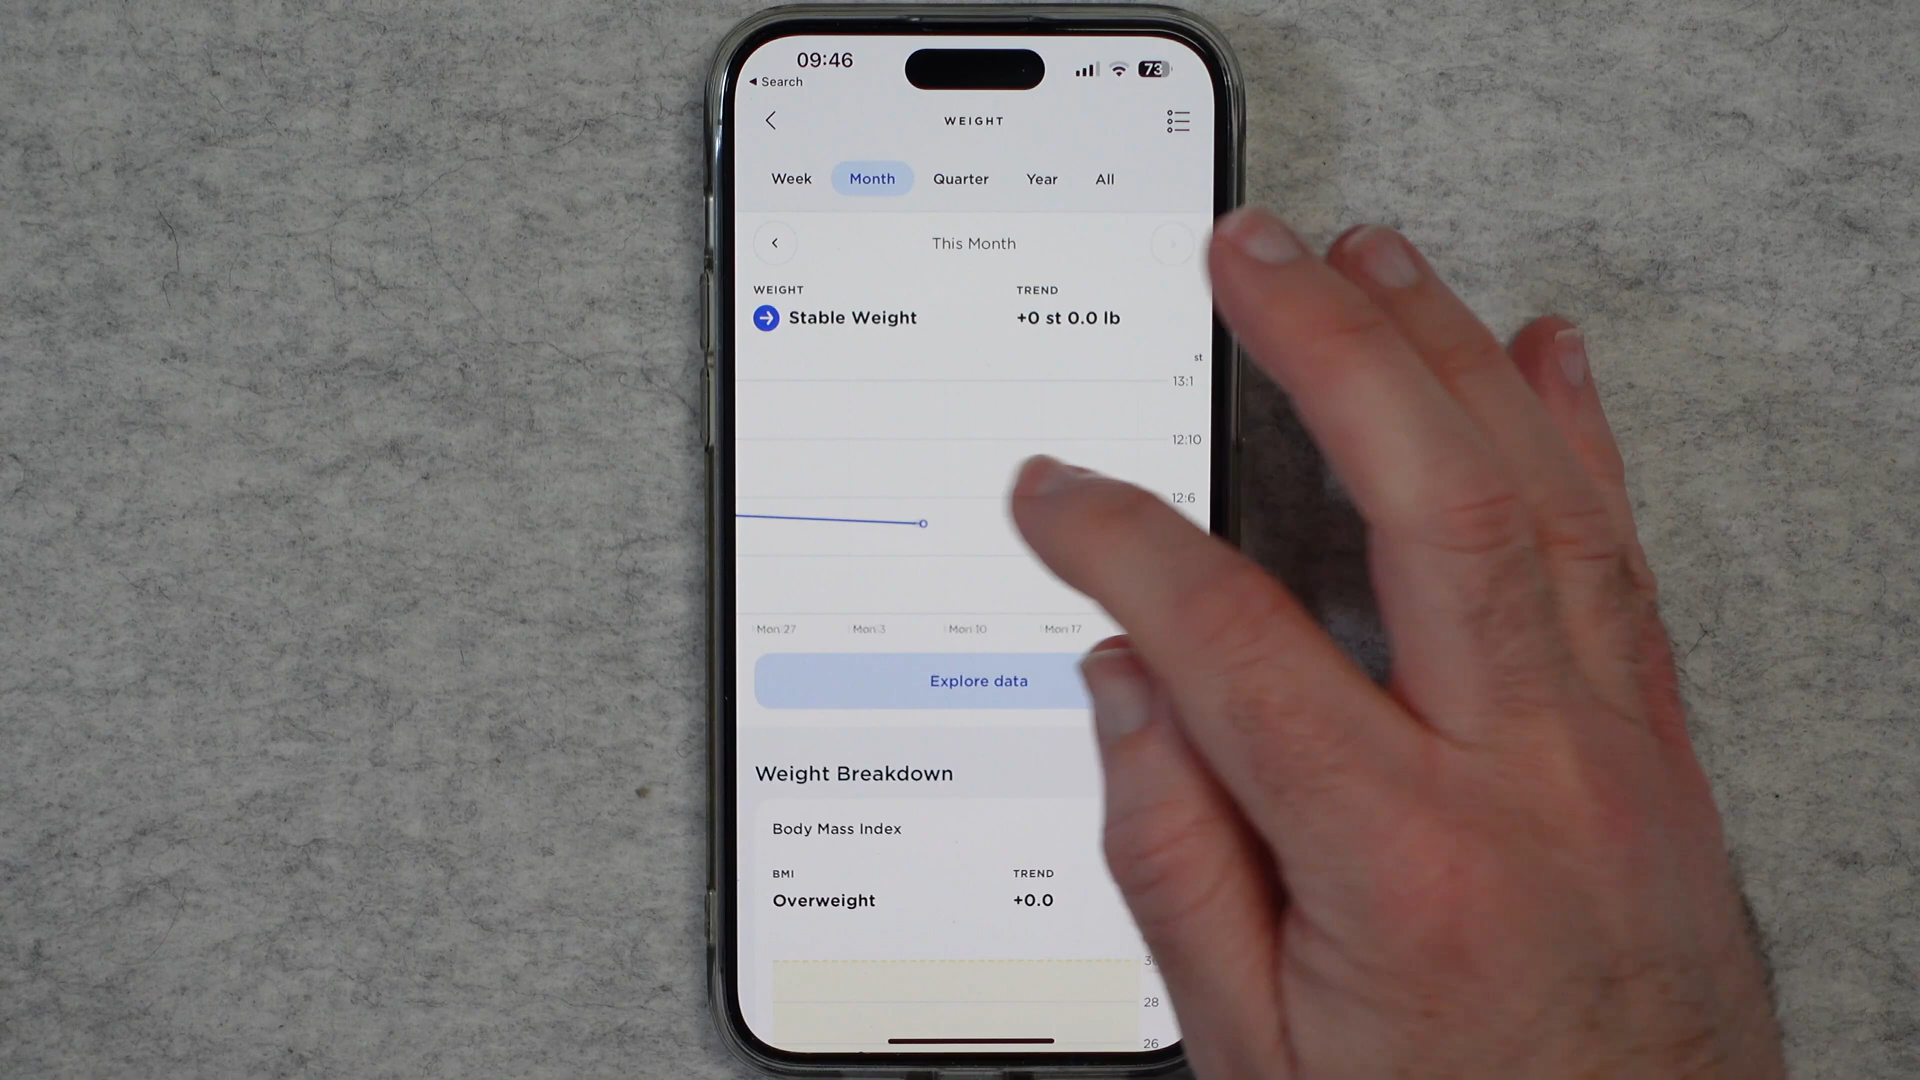 09:46
73
◄ Search
WEIGHT
Week Month Quarter Year All
This Month
WEIGHT TREND
Stable Weight +0 st 0.0 lb
st
13:1
12:10
12:6
Mon 27 Mon 3 Mon 10 Mon 17
Explore data
Weight Breakdown
Body Mass Index
BMI TREND
Overweight +0.0
28
26